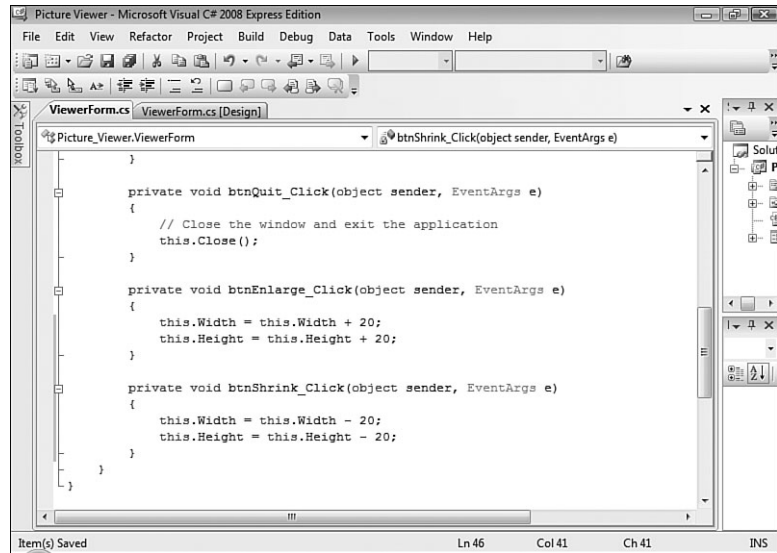 Picture Viewer - Microsoft Visual C# 2008 Express Edition
File Edit View Refactor Project Build Debug Data Tools Window Help
Toolbox
ViewerForm.cs ViewerForm.cs [Design]
Picture_Viewer.ViewerForm btnShrink_Click(object sender, EventArgs e)
Solut
P
}
private void btnQuit_Click(object sender, EventArgs e)
{
// Close the window and exit the application
this.Close();
}
private void btnEnlarge_Click(object sender, EventArgs e)
{
this.Width = this.Width + 20;
this.Height = this.Height + 20;
}
private void btnShrink_Click(object sender, EventArgs e)
{
this.Width = this.Width - 20;
this.Height = this.Height - 20;
}
}
}
Item(s) Saved Ln 46 Col 41 Ch 41 INS